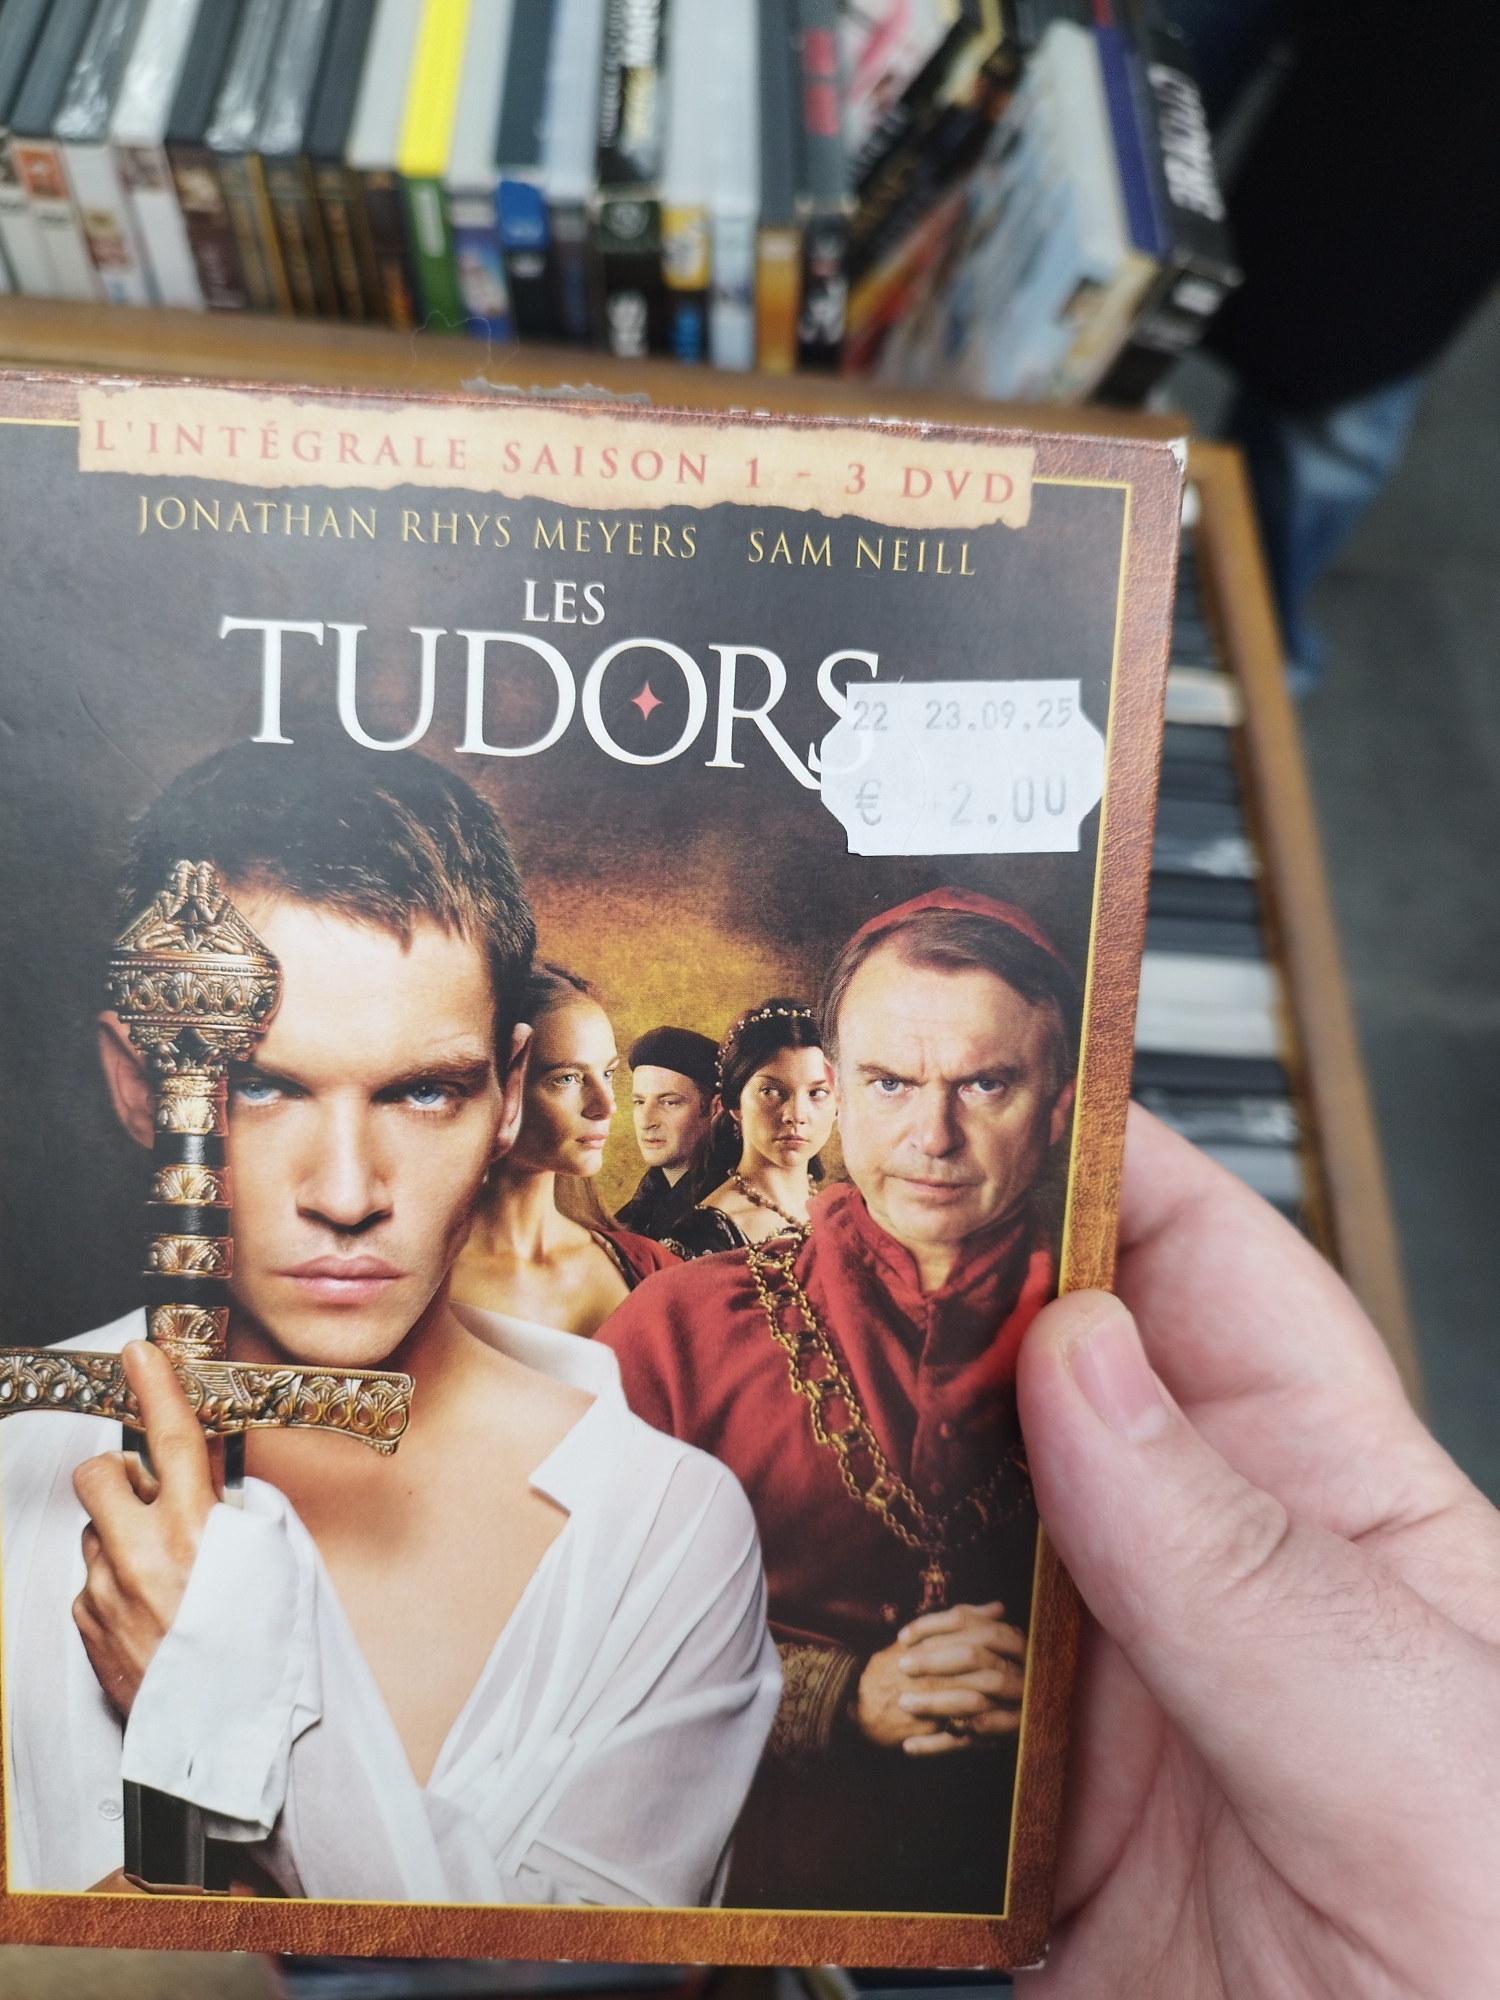 L'INTÉGRALE SAISON 1 - 3 DVD
JONATHAN RHYS MEYERS SAM NEILL
LES
TUDORS
22 23.09.25
€ 2.00